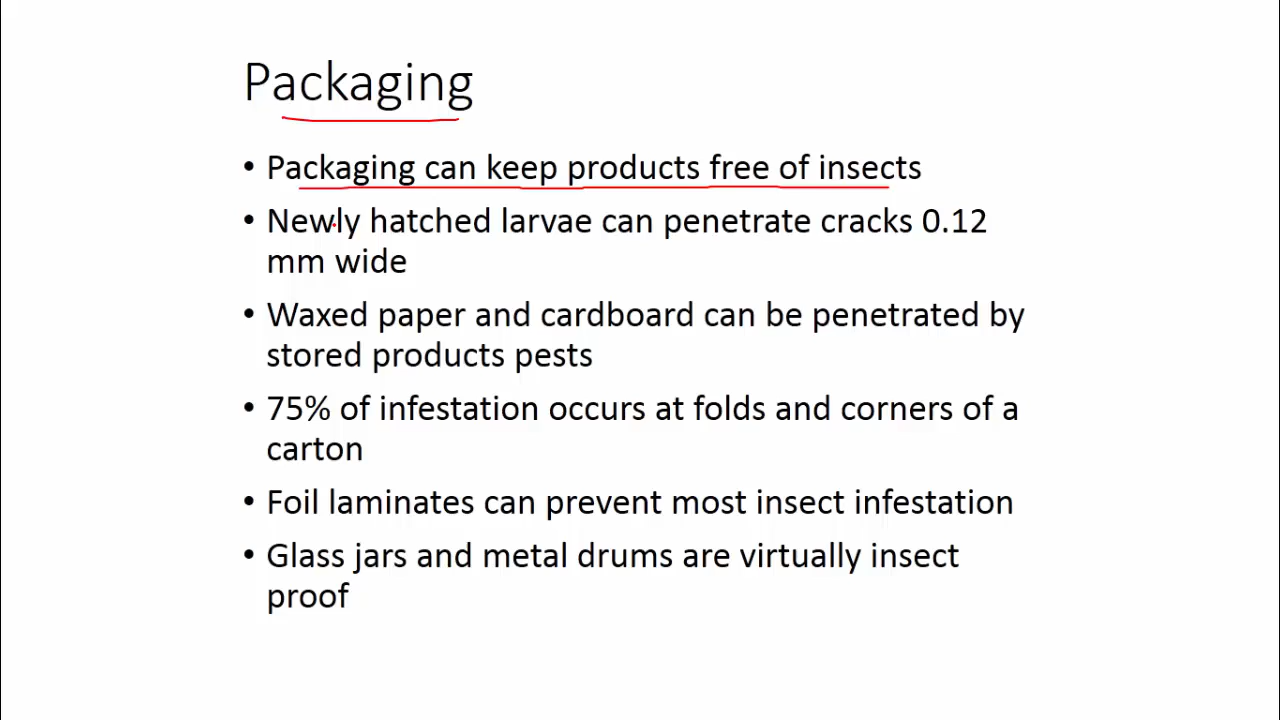 Packaging
• Packaging can keep products free of insects
• Newly hatched larvae can penetrate cracks 0.12
mm wide
• Waxed paper and cardboard can be penetrated by
stored products pests
• 75% of infestation occurs at folds and corners of a
carton
• Foil laminates can prevent most insect infestation
• Glass jars and metal drums are virtually insect
proof